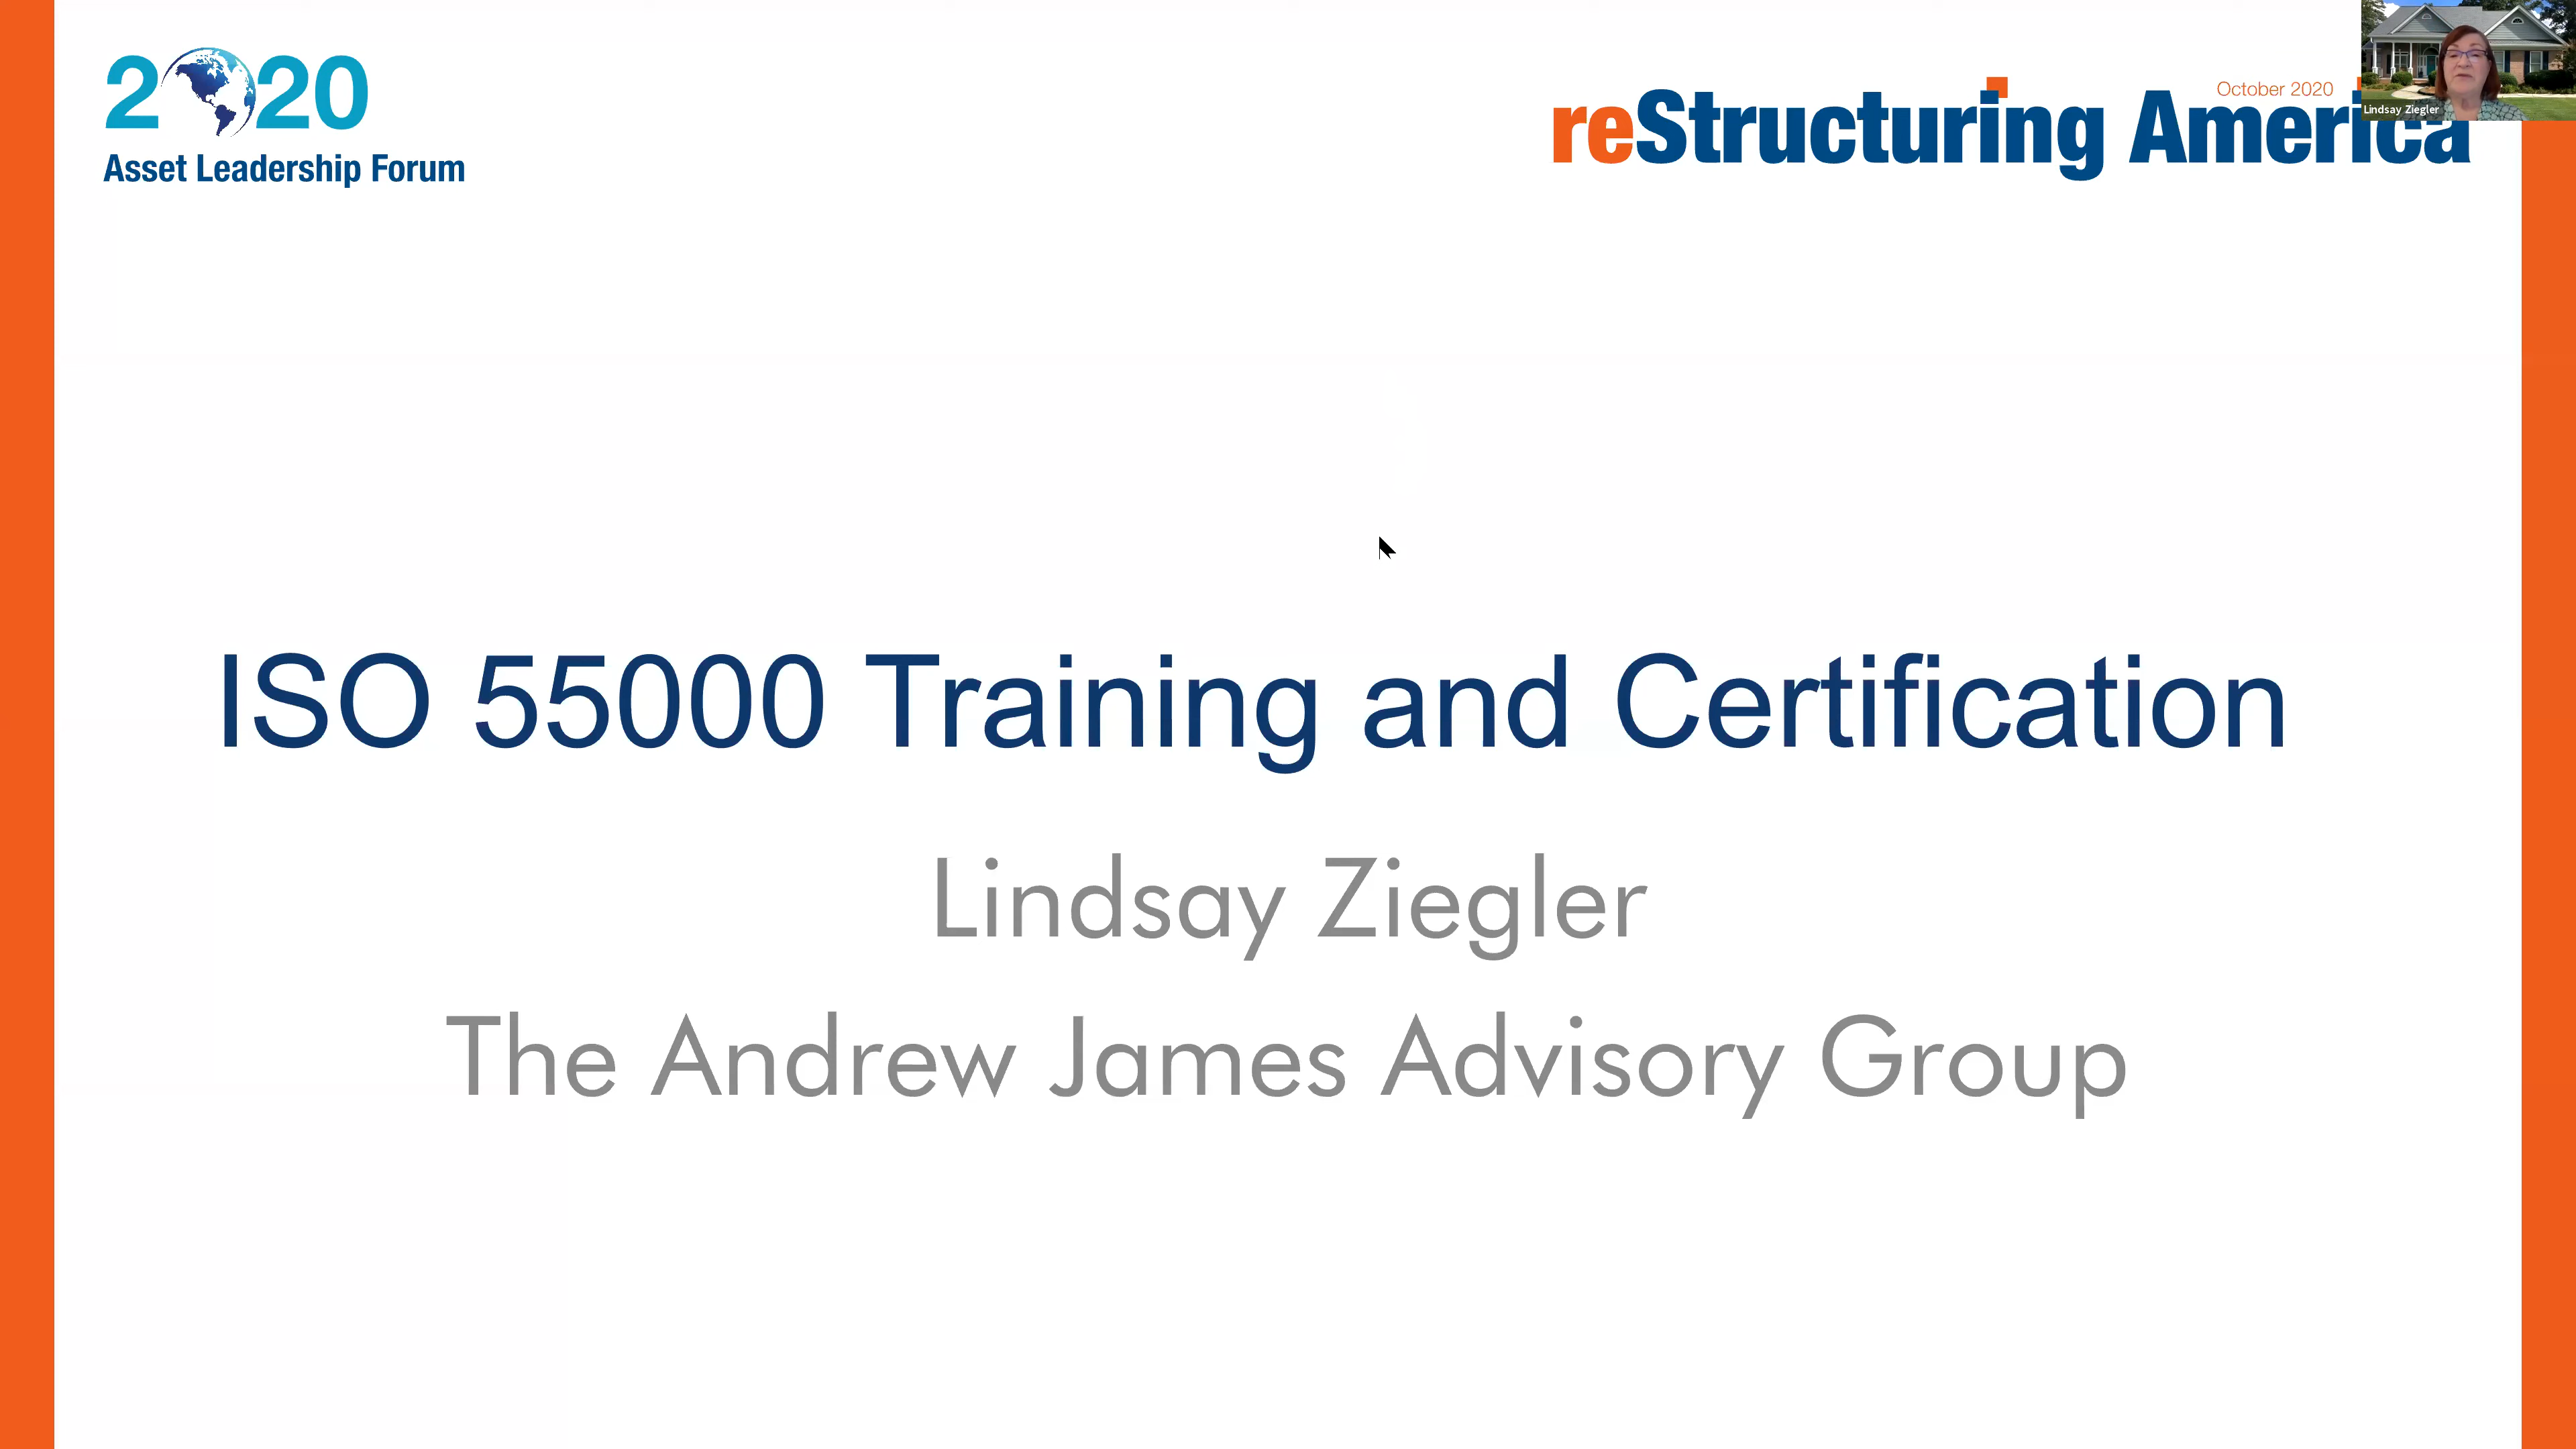 2020
Asset Leadership Forum
October 2020
reStructuring America
Lindsay Ziegler
ISO 55000 Training and Certification
Lindsay Ziegler
The Andrew James Advisory Group